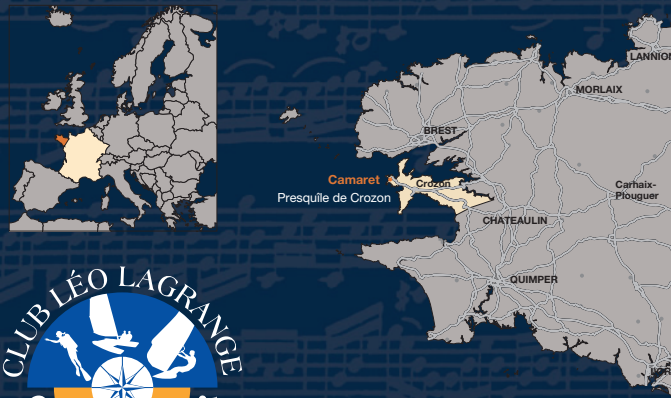 LANNION
MORLAIX
BREST
Camaret
Crozon
Presqu'île de Crozon
Carhaix-
Plouguer
CHATEAULIN
QUIMPER
CLUB LÉO LAGRANGE